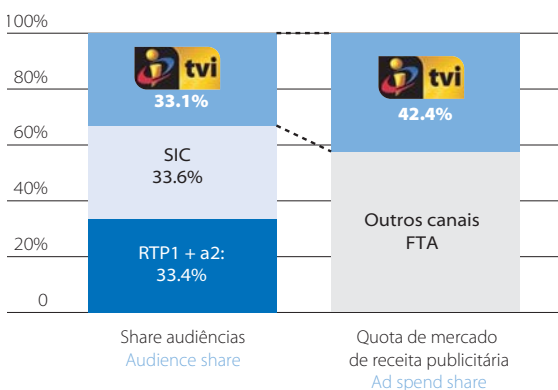 100%
80%
60%
40%
20%
0
tvi
33.1%
SIC
33.6%
RTP1 + a2:
33.4%
tvi
42.4%
Outros canais
FTA
Share audiências
Audience share
Quota de mercado
de receita publicitária
Ad spend share